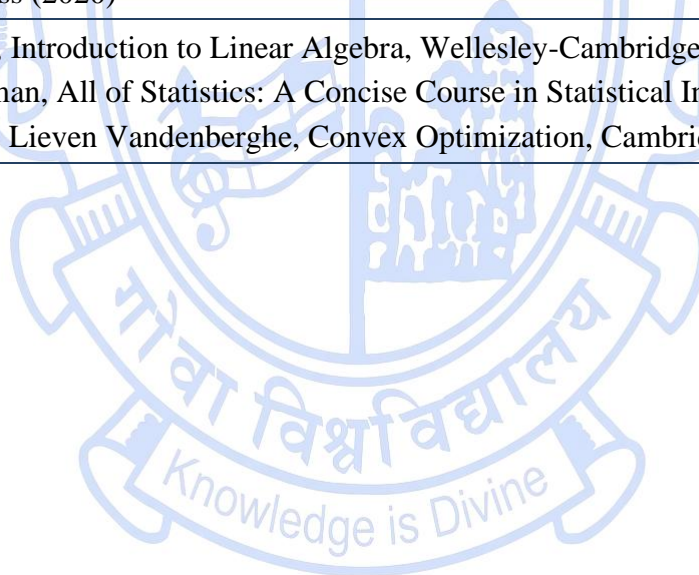 ss (2020)
, Introduction to Linear Algebra, Wellesley-Cambridge
nan, All of Statistics: A Concise Course in Statistical In
Lieven Vandenberghe, Convex Optimization, Cambri
गोंवा विश्वविद्यालय
Knowledge is Divine